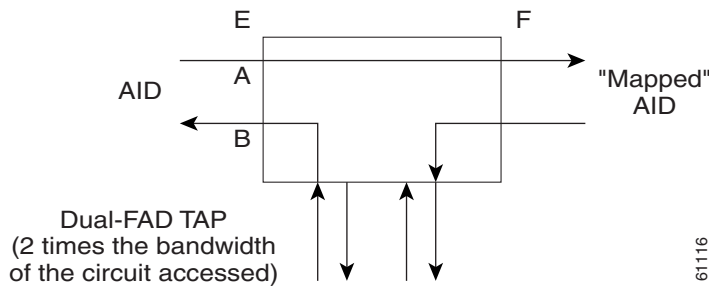 E
F
A
AID
"Mapped"
AID
B
Dual-FAD TAP
(2 times the bandwidth
of the circuit accessed)
61116